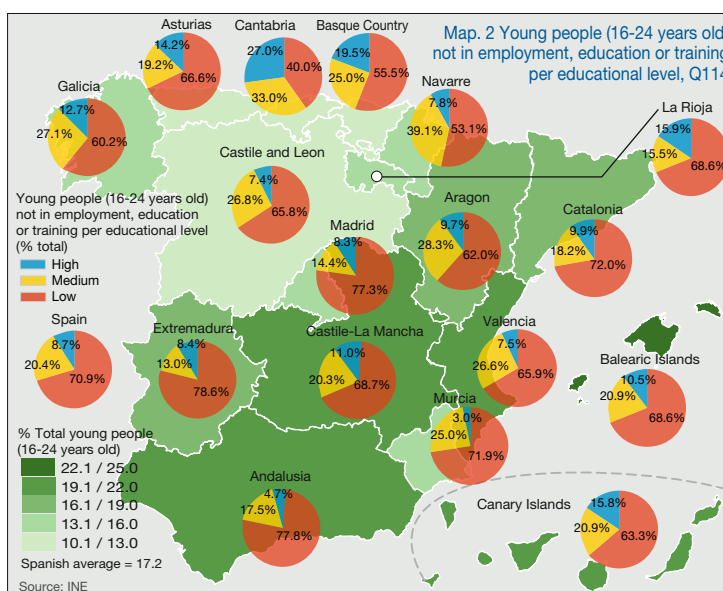 Map. 2 Young people (16-24 years old)
not in employment, education or training
per educational level, Q114
Asturias
14.2%
19.2%
66.6%
Cantabria
27.0%
40.0%
33.0%
Basque Country
19.5%
25.0%
55.5%
Navarre
7.8%
39.1%
53.1%
La Rioja
15.9%
15.5%
68.6%
Galicia
12.7%
27.1%
60.2%
Castile and Leon
7.4%
26.8%
65.8%
Aragon
9.7%
28.3%
62.0%
Catalonia
9.9%
18.2%
72.0%
Madrid
8.3%
14.4%
77.3%
Young people (16-24 years old)
not in employment, education
or training per educational level
(% total)
High
Medium
Low
Spain
8.7%
20.4%
70.9%
Extremadura
8.4%
13.0%
78.6%
Castile-La Mancha
11.0%
20.3%
68.7%
Valencia
7.5%
26.6%
65.9%
Balearic Islands
10.5%
20.9%
68.6%
Murcia
3.0%
25.0%
71.9%
Andalusia
4.7%
17.5%
77.8%
Canary Islands
15.8%
20.9%
63.3%
% Total young people
(16-24 years old)
22.1 / 25.0
19.1 / 22.0
16.1 / 19.0
13.1 / 16.0
10.1 / 13.0
Spanish average = 17.2
Source: INE